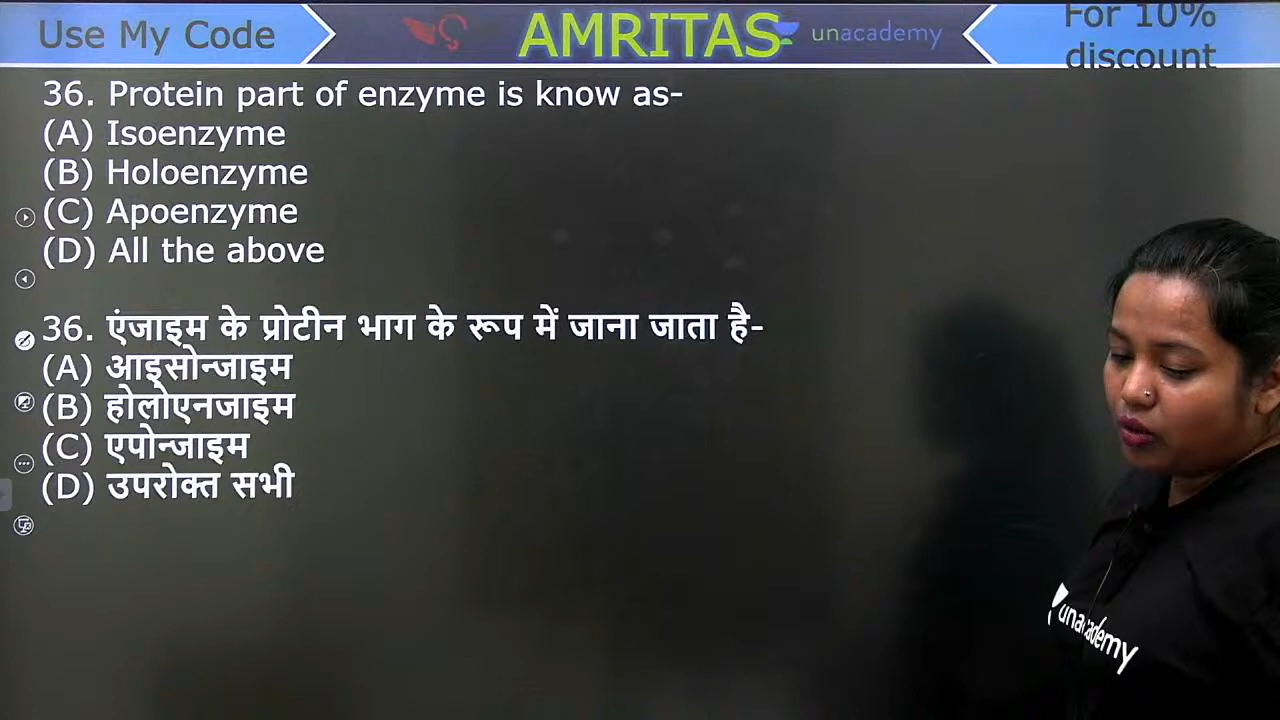 Use My Code
AMRITAS
unacademy
For 10%
discount
36. Protein part of enzyme is know as-
(A) Isoenzyme
(B) Holoenzyme
(C) Apoenzyme
(D) All the above
36. एंजाइम के प्रोटीन भाग के रूप में जाना जाता है-
(A) आइसोन्जाइम
(B) होलोएनजाइम
(C) एपोन्जाइम
(D) उपरोक्त सभी
unacademy